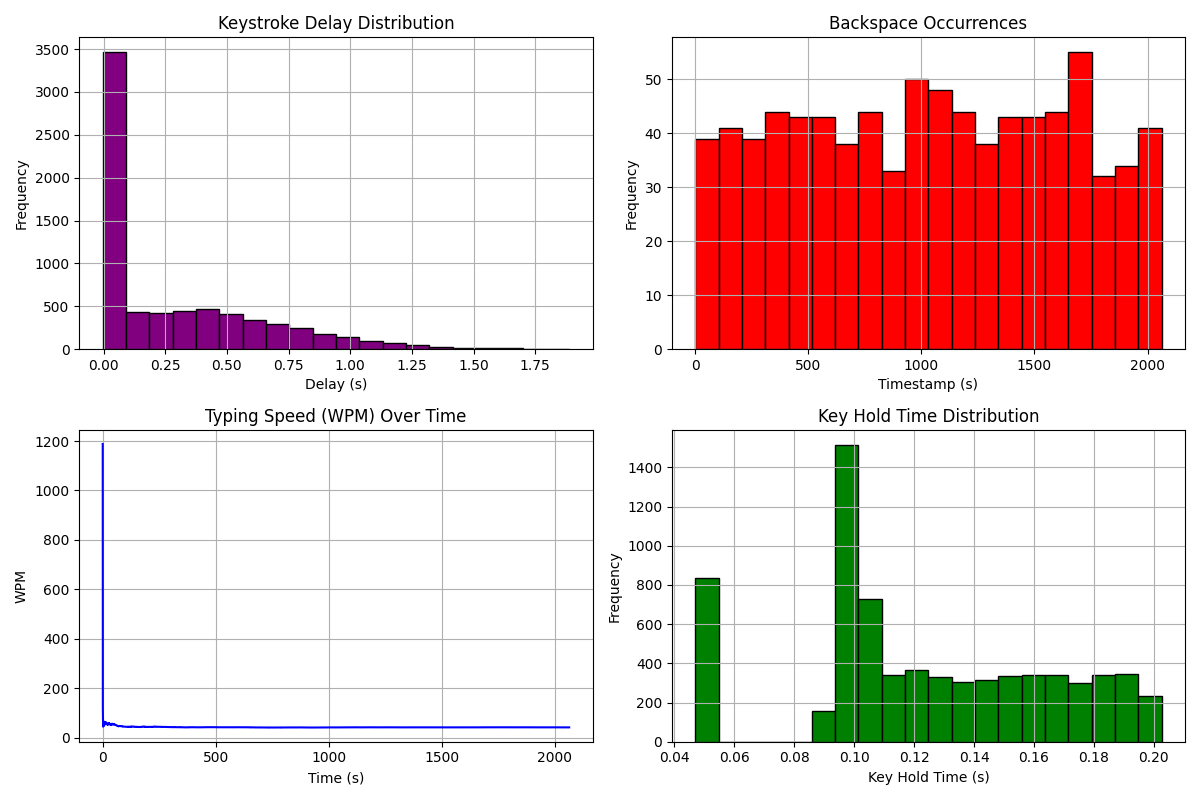 Keystroke Delay Distribution
3500
3000
2500
2000
1500
1000
500
0
Frequency
0.00 0.25 0.50 0.75 1.00 1.25 1.50 1.75
Delay (s)
Backspace Occurrences
50
40
30
20
10
0
Frequency
0 500 1000 1500 2000
Timestamp (s)
Typing Speed (WPM) Over Time
1200
1000
800
600
400
200
0
WPM
0 500 1000 1500 2000
Time (s)
Key Hold Time Distribution
1400
1200
1000
800
600
400
200
0
Frequency
0.04 0.06 0.08 0.10 0.12 0.14 0.16 0.18 0.20
Key Hold Time (s)